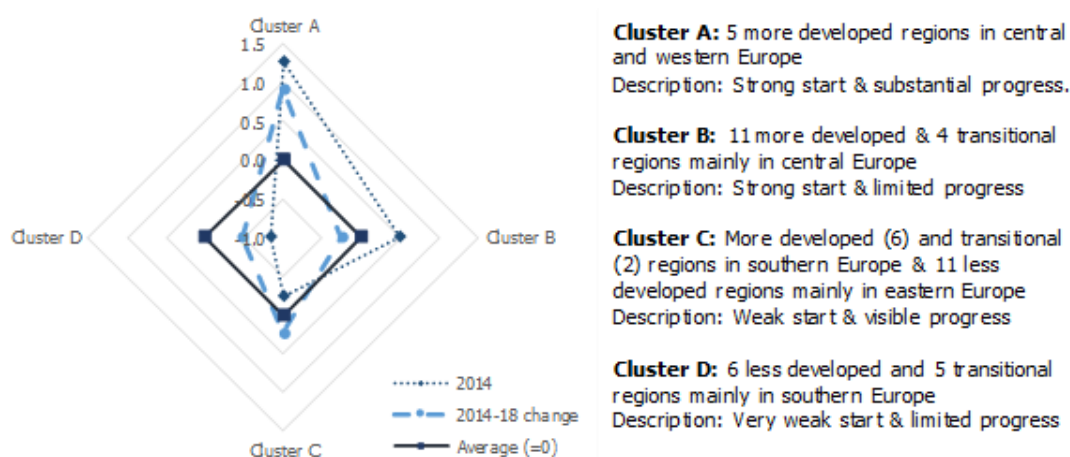 Cluster A
1.5
1.0
0.5
0.0
-0.5
-1.0
Cluster D
Cluster B
Cluster C
2014
2014-18 change
Average (=0)
Cluster A: 5 more developed regions in central
and western Europe
Description: Strong start & substantial progress.
Cluster B: 11 more developed & 4 transitional
regions mainly in central Europe
Description: Strong start & limited progress
Cluster C: More developed (6) and transitional
(2) regions in southern Europe & 11 less
developed regions mainly in eastern Europe
Description: Weak start & visible progress
Cluster D: 6 less developed and 5 transitional
regions mainly in southern Europe
Description: Very weak start & limited progress